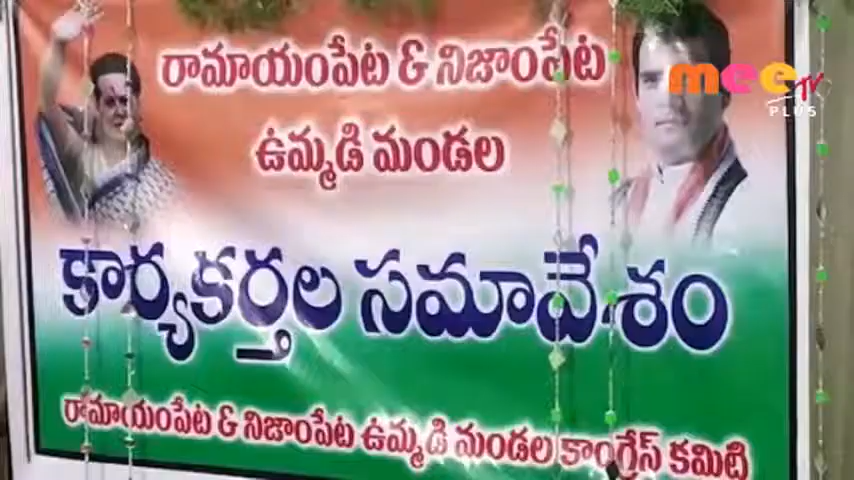 రామాయంపేట & నిజాంపేట
mee TV
PLUS
ఉమ్మడి మండల
కార్యకర్తల సమావేశం
రామాయంపేట & నిజాంపేట ఉమ్మడి మండల కాంగ్రేస్ కమిటి